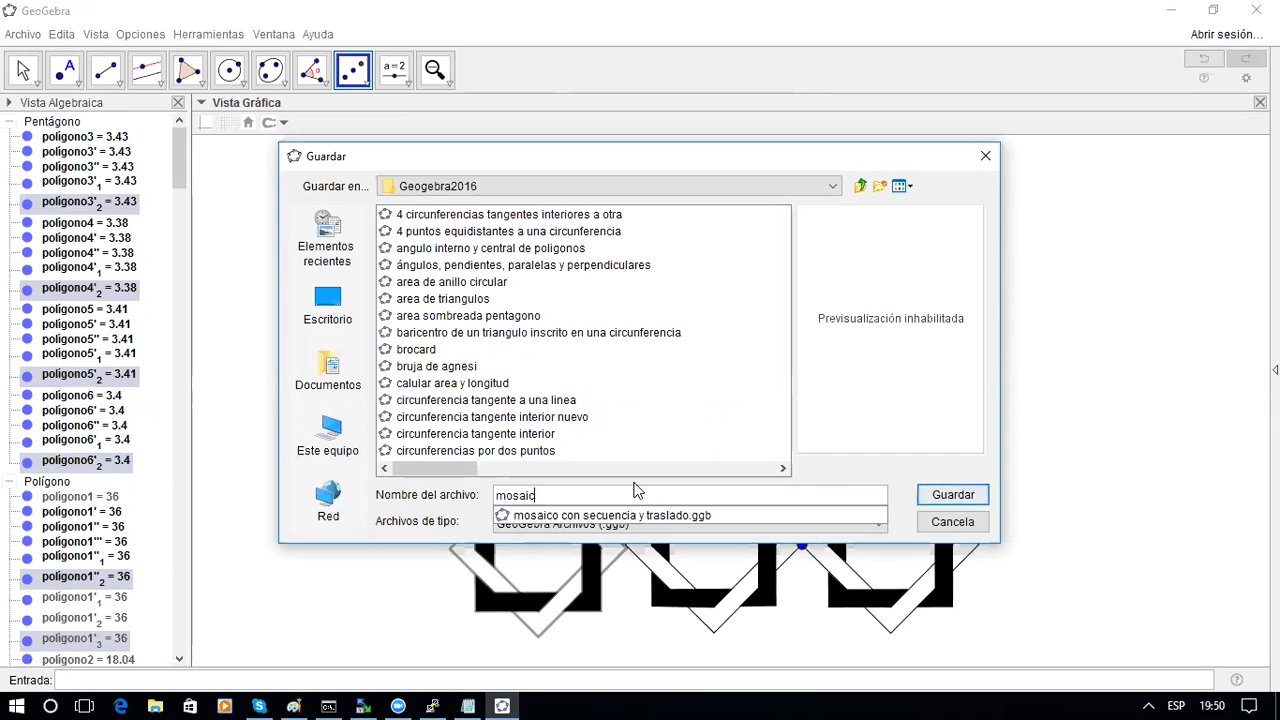 GeoGebra
Archivo Edita Vista Opciones Herramientas Ventana Ayuda
Abrir sesión...
A
α
a=2
Vista Algebraica
Vista Gráfica
Pentágono
polígono3 = 3.43
polígono3' = 3.43
polígono3'' = 3.43
polígono3'₁ = 3.43
polígono3'₂ = 3.43
polígono4 = 3.38
polígono4' = 3.38
polígono4'' = 3.38
polígono4'₁ = 3.38
polígono4'₂ = 3.38
polígono5 = 3.41
polígono5' = 3.41
polígono5'' = 3.41
polígono5'₁ = 3.41
polígono5'₂ = 3.41
polígono6 = 3.4
polígono6' = 3.4
polígono6'' = 3.4
polígono6'₁ = 3.4
polígono6'₂ = 3.4
Polígono
polígono1 = 36
polígono1' = 36
polígono1'' = 36
polígono1''' = 36
polígono1''₁ = 36
polígono1''₂ = 36
polígono1'₁ = 36
polígono1'₂ = 36
polígono1'₃ = 36
polígono2 = 18.04
Guardar
Guardar en...
Geogebra2016
Elementos recientes
Escritorio
Documentos
Este equipo
Red
4 circunferencias tangentes interiores a otra
4 puntos equidistantes a una circunferencia
angulo interno y central de poligonos
ángulos, pendientes, paralelas y perpendiculares
area de anillo circular
area de triangulos
area sombreada pentagono
baricentro de un triangulo inscrito en una circunferencia
brocard
bruja de agnesi
calular area y longitud
circunferencia tangente a una linea
circunferencia tangente interior nuevo
circunferencia tangente interior
circunferencias por dos puntos
Previsualización inhabilitada
Nombre del archivo: mosaic
Guardar
mosaico con secuencia y traslado.ggb
Archivos de tipo: GeoGebra Archivos (.ggb)
Cancela
Entrada:
ESP 19:50